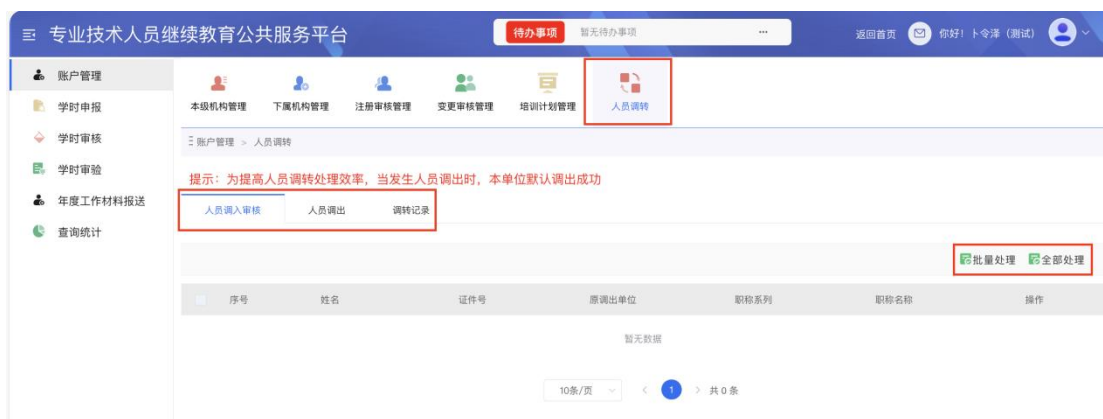 专业技术人员继续教育公共服务平台
待办事项 暂无待办事项 ...
返回首页 你好! 卜令泽 (测试)
账户管理
学时申报
学时审核
学时审验
年度工作材料报送
查询统计
本级机构管理 下属机构管理 注册审核管理 变更审核管理 培训计划管理 人员调转
账户管理 > 人员调转
提示：为提高人员调转处理效率，当发生人员调出时，本单位默认调出成功
人员调入审核 人员调出 调转记录
批量处理 全部处理
序号 姓名 证件号 原调出单位 职称系列 职称名称 操作
暂无数据
10条/页 < 1 > 共 0 条